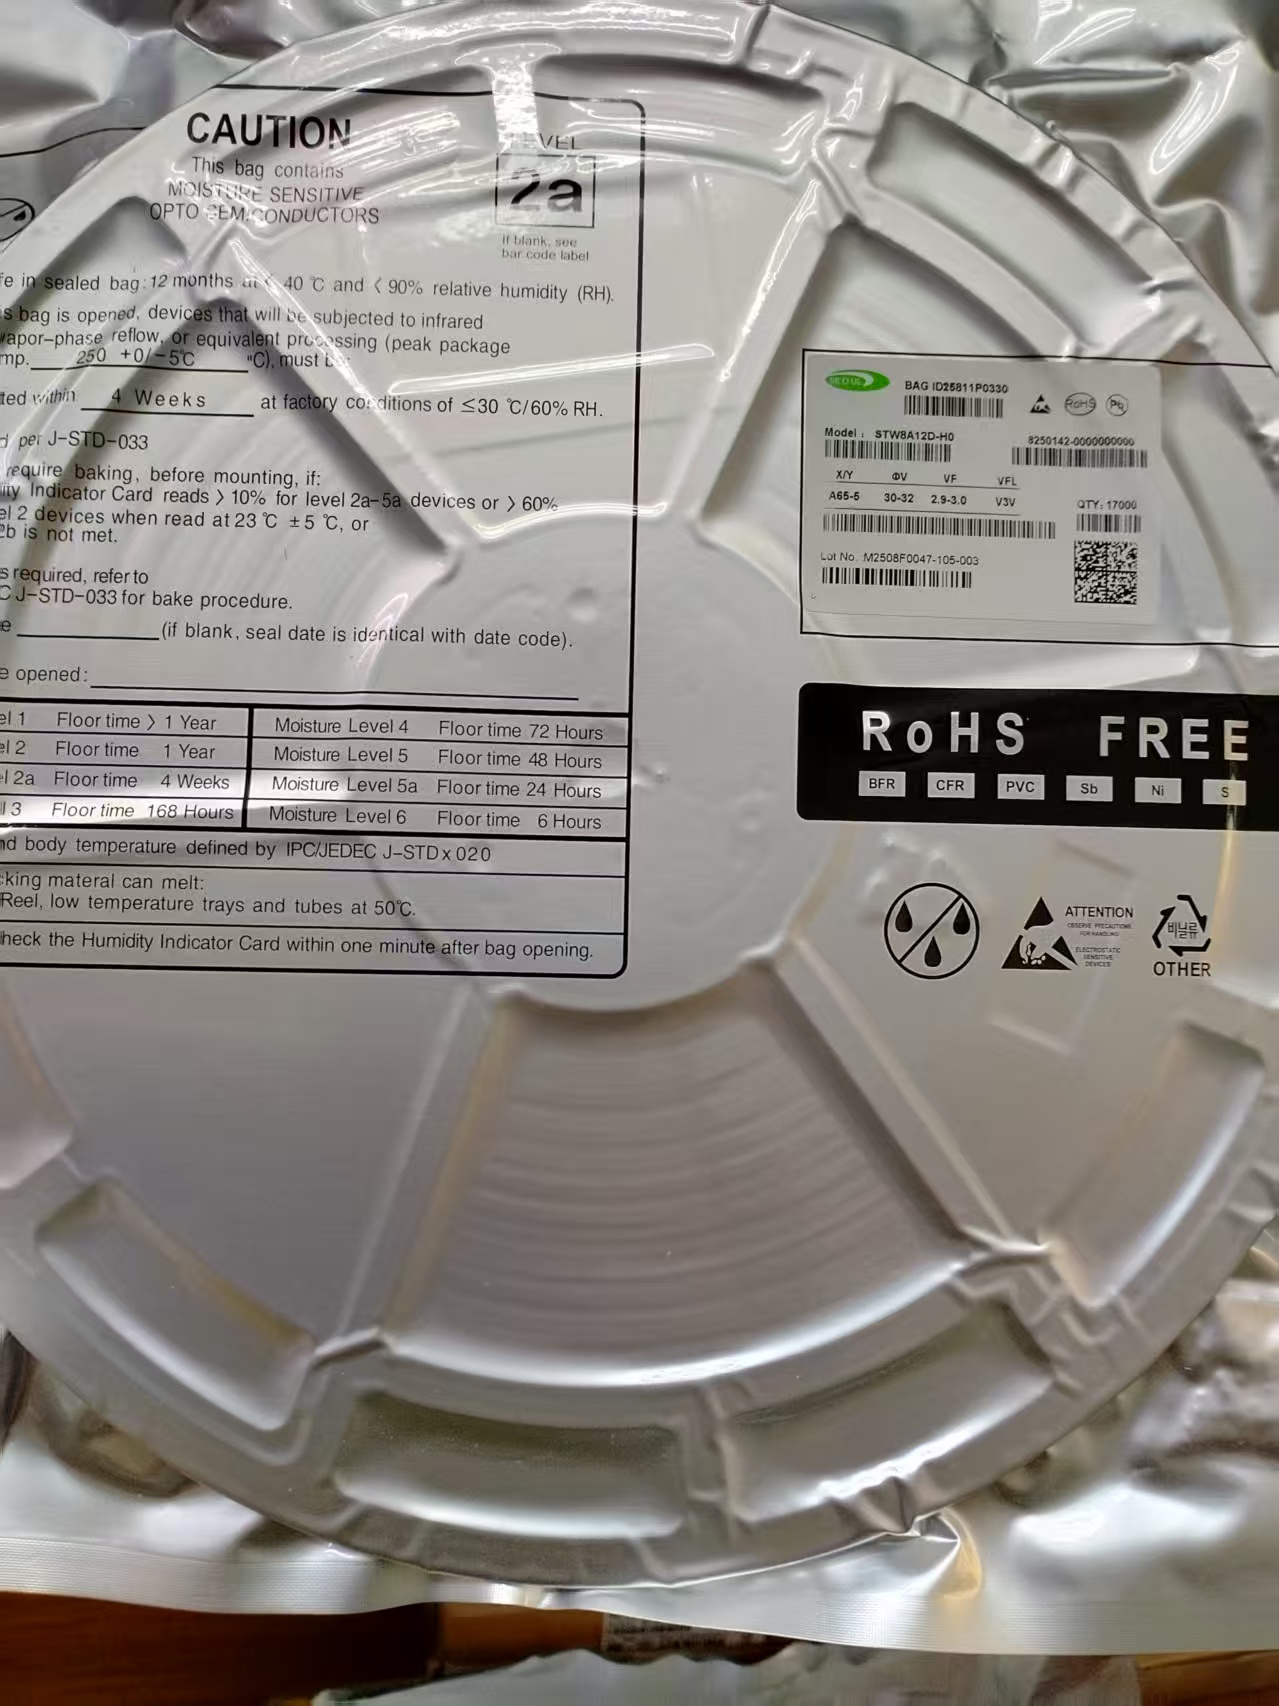 CAUTION
This bag contains
MOISTURE SENSITIVE
OPTO SEMICONDUCTORS
LEVEL
2a
If blank, see
bar code label
fe in sealed bag: 12 months at < 40 ℃ and < 90% relative humidity (RH).
s bag is opened, devices that will be subjected to infrared
vapor-phase reflow, or equivalent processing (peak package
mp. 250 +0/-5℃ °C), must be:
ted within 4 Weeks at factory conditions of ≤30 ℃/60% RH.
d per J-STD-033
require baking, before mounting, if:
ity Indicator Card reads > 10% for level 2a-5a devices or > 60%
el 2 devices when read at 23 ℃ ±5 ℃, or
2b is not met.
s required, refer to
C J-STD-033 for bake procedure.
e (if blank, seal date is identical with date code).
e opened:
el 1 Floor time > 1 Year Moisture Level 4 Floor time 72 Hours
el 2 Floor time 1 Year Moisture Level 5 Floor time 48 Hours
el 2a Floor time 4 Weeks Moisture Level 5a Floor time 24 Hours
l 3 Floor time 168 Hours Moisture Level 6 Floor time 6 Hours
nd body temperature defined by IPC/JEDEC J-STD x 020
cking materal can melt:
Reel, low temperature trays and tubes at 50℃.
heck the Humidity Indicator Card within one minute after bag opening.
SEOUL
BAG ID25811P0330
RoHS
Pb
Model : STW8A12D-H0
8250142-0000000000
X/Y ΦV VF VFL
A65-5 30-32 2.9-3.0 V3V
QTY: 17000
Lot No. :M2508F0047-105-003
RoHS FREE
BFR CFR PVC Sb Ni S
ATTENTION
OBSERVE PRECAUTIONS
FOR HANDLING
ELECTROSTATIC
SENSITIVE
DEVICES
비닐류
OTHER